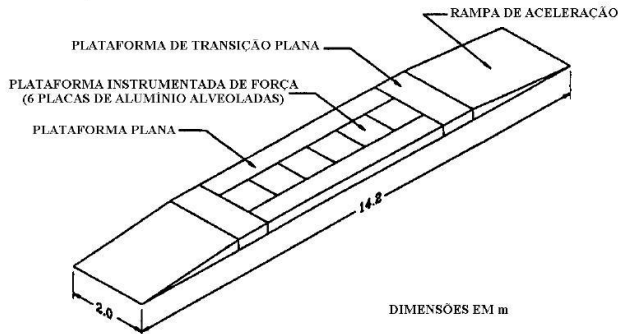 RAMPA DE ACELERAÇÃO
PLATAFORMA DE TRANSIÇÃO PLANA
PLATAFORMA INSTRUMENTADA DE FORÇA
(6 PLACAS DE ALUMÍNIO ALVEOLADAS)
PLATAFORMA PLANA
14.2
2.0
DIMENSÕES EM m